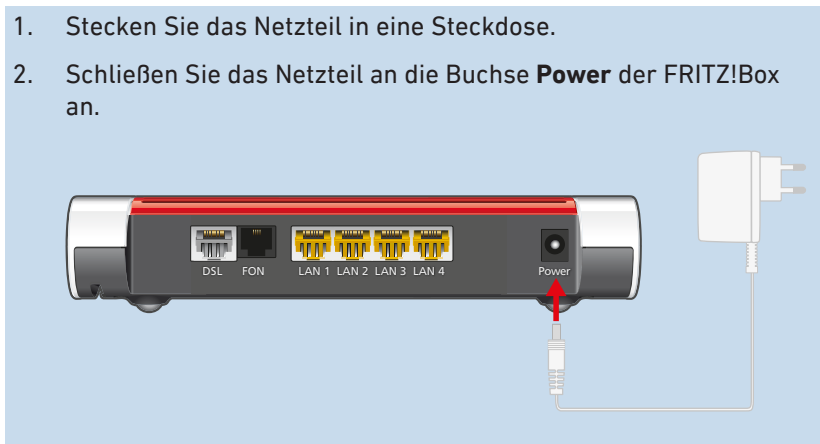 1. Stecken Sie das Netzteil in eine Steckdose.
2. Schließen Sie das Netzteil an die Buchse Power der FRITZ!Box
an.
DSL FON LAN 1 LAN 2 LAN 3 LAN 4 Power